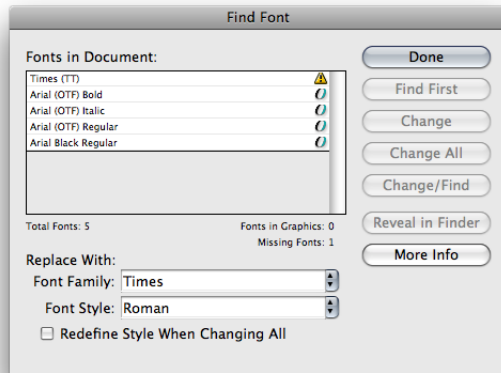 Find Font
Fonts in Document:
Times (TT)
Arial (OTF) Bold
Arial (OTF) Italic
Arial (OTF) Regular
Arial Black Regular
Total Fonts: 5 Fonts in Graphics: 0
Missing Fonts: 1
Replace With:
Font Family: Times
Font Style: Roman
Redefine Style When Changing All
Done
Find First
Change
Change All
Change/Find
Reveal in Finder
More Info